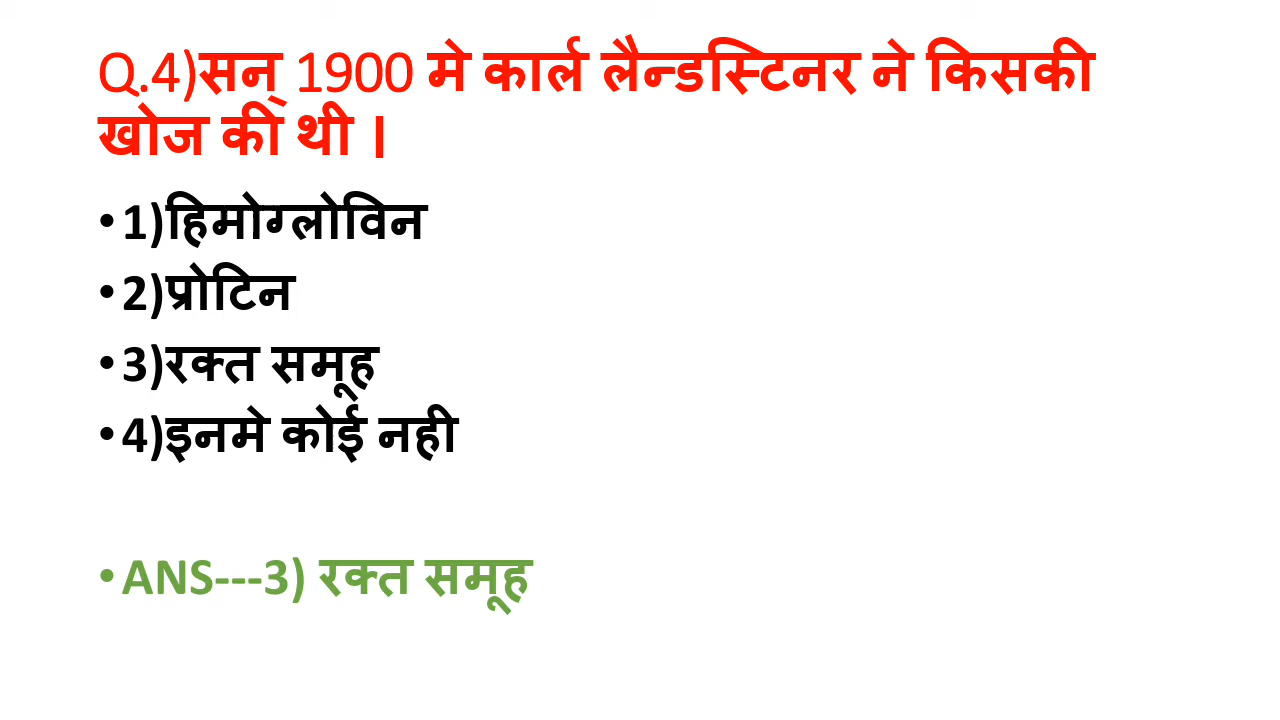 Q.4)सन् 1900 मे कार्ल लैन्डस्टिनर ने किसकी
खोज की थी ।
• 1)हिमोग्लोविन
• 2)प्रोटिन
• 3)रक्त समूह
• 4)इनमे कोई नही
• ANS---3) रक्त समूह